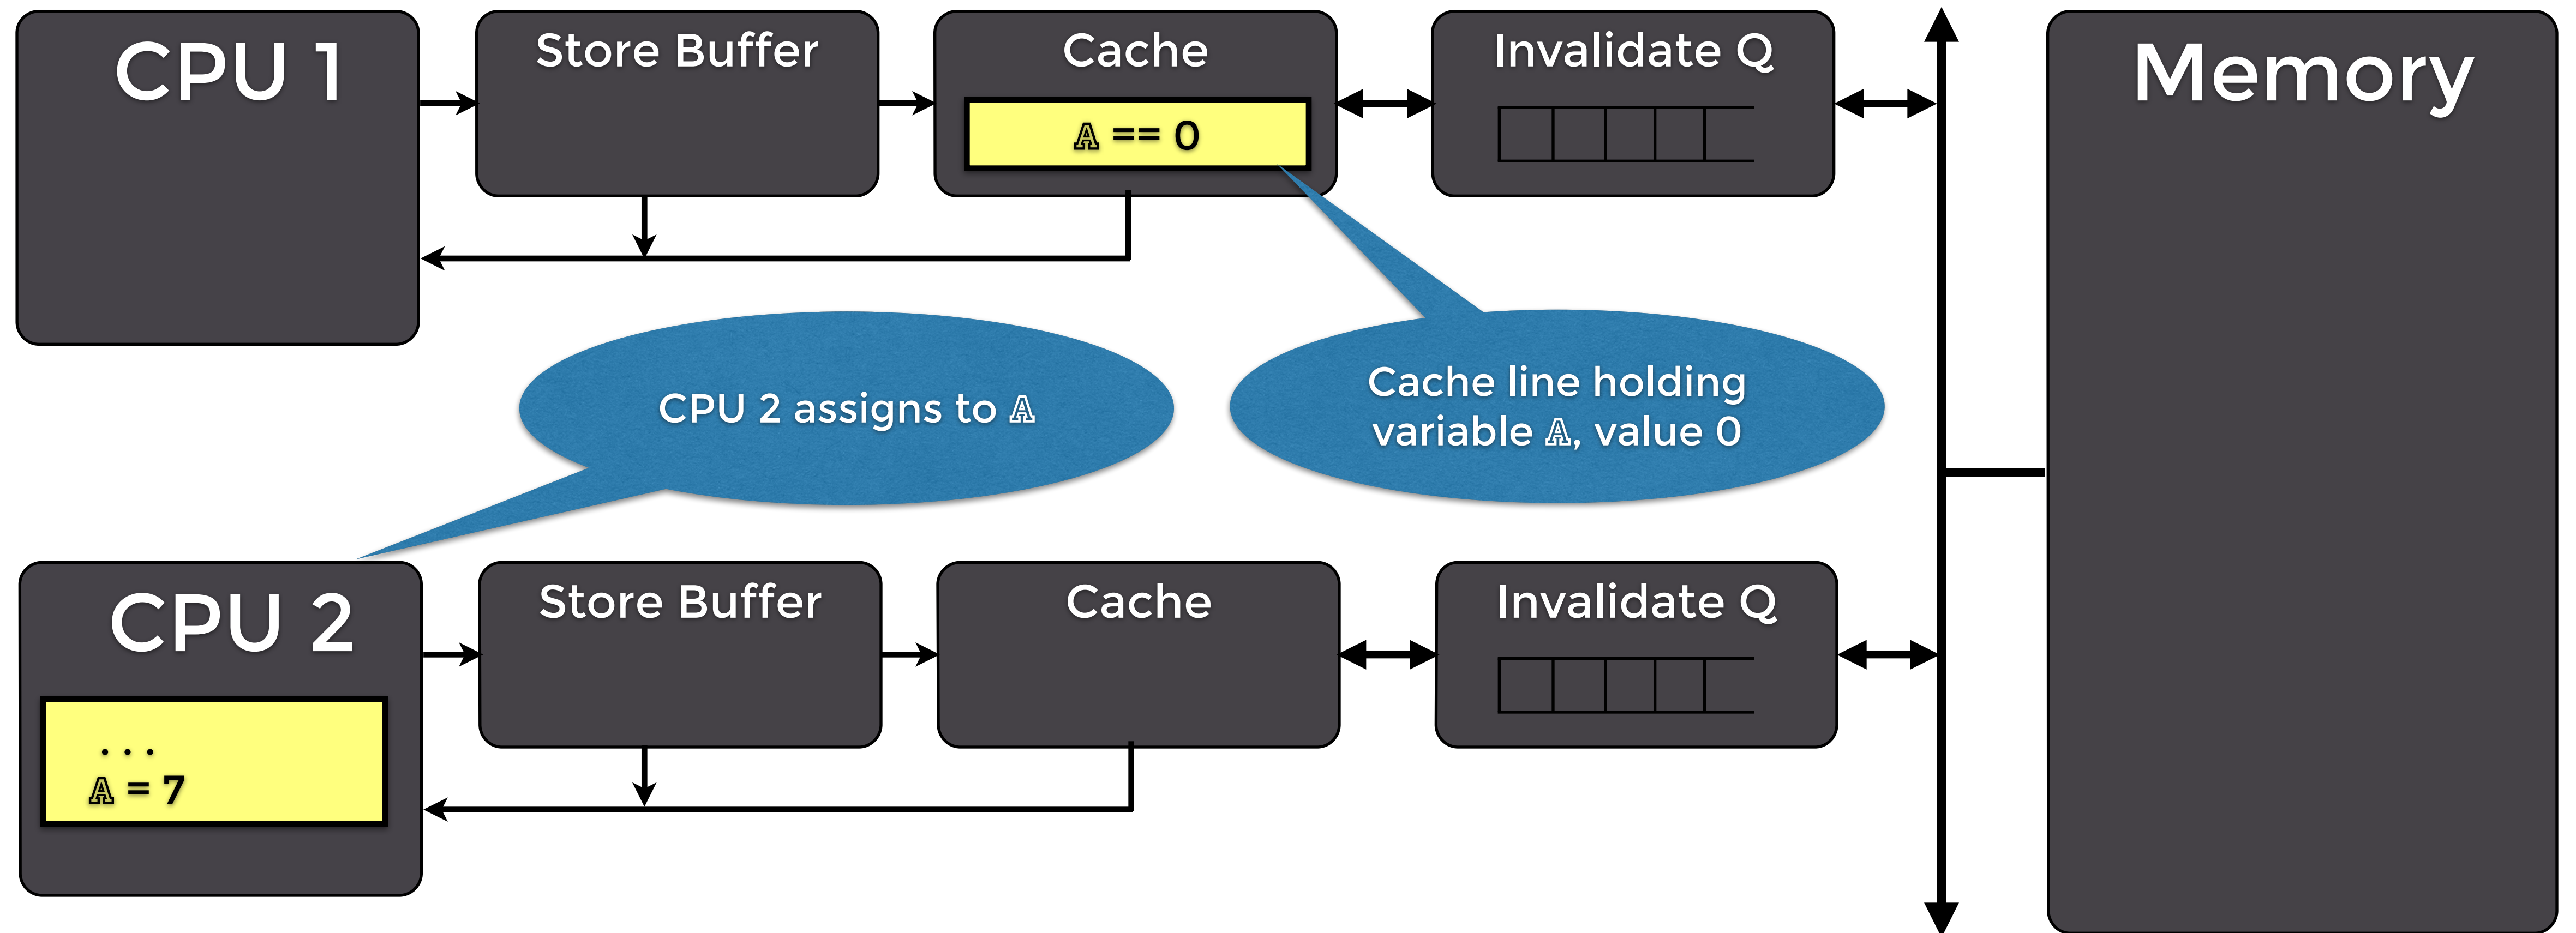 CPU 1
Store Buffer
Cache
A == 0
Invalidate Q
Memory
CPU 2 assigns to A
Cache line holding
variable A, value 0
CPU 2
...
A = 7
Store Buffer
Cache
Invalidate Q